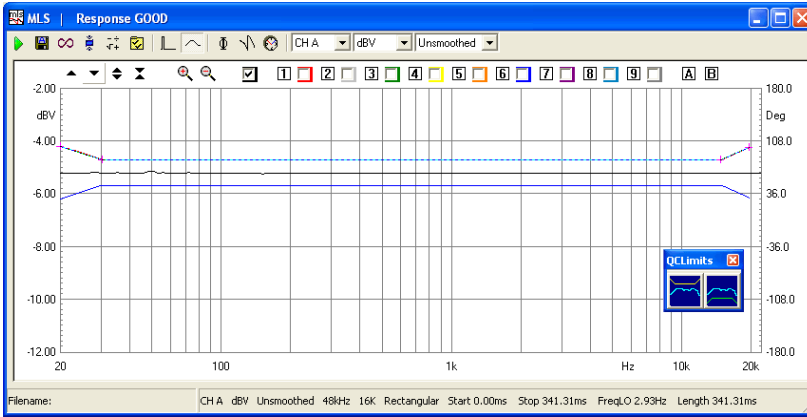 MLS | Response GOOD
CH A dBV Unsmoothed
1 2 3 4 5 6 7 8 9 A B
-2.00 180.0
dBV Deg
-4.00 108.0
-6.00 36.0
-8.00 -36.0
QCLimits
-10.00 -108.0
-12.00 -180.0
20 100 1k Hz 10k 20k
Filename: CH A dBV Unsmoothed 48kHz 16K Rectangular Start 0.00ms Stop 341.31ms FreqLO 2.93Hz Length 341.31ms